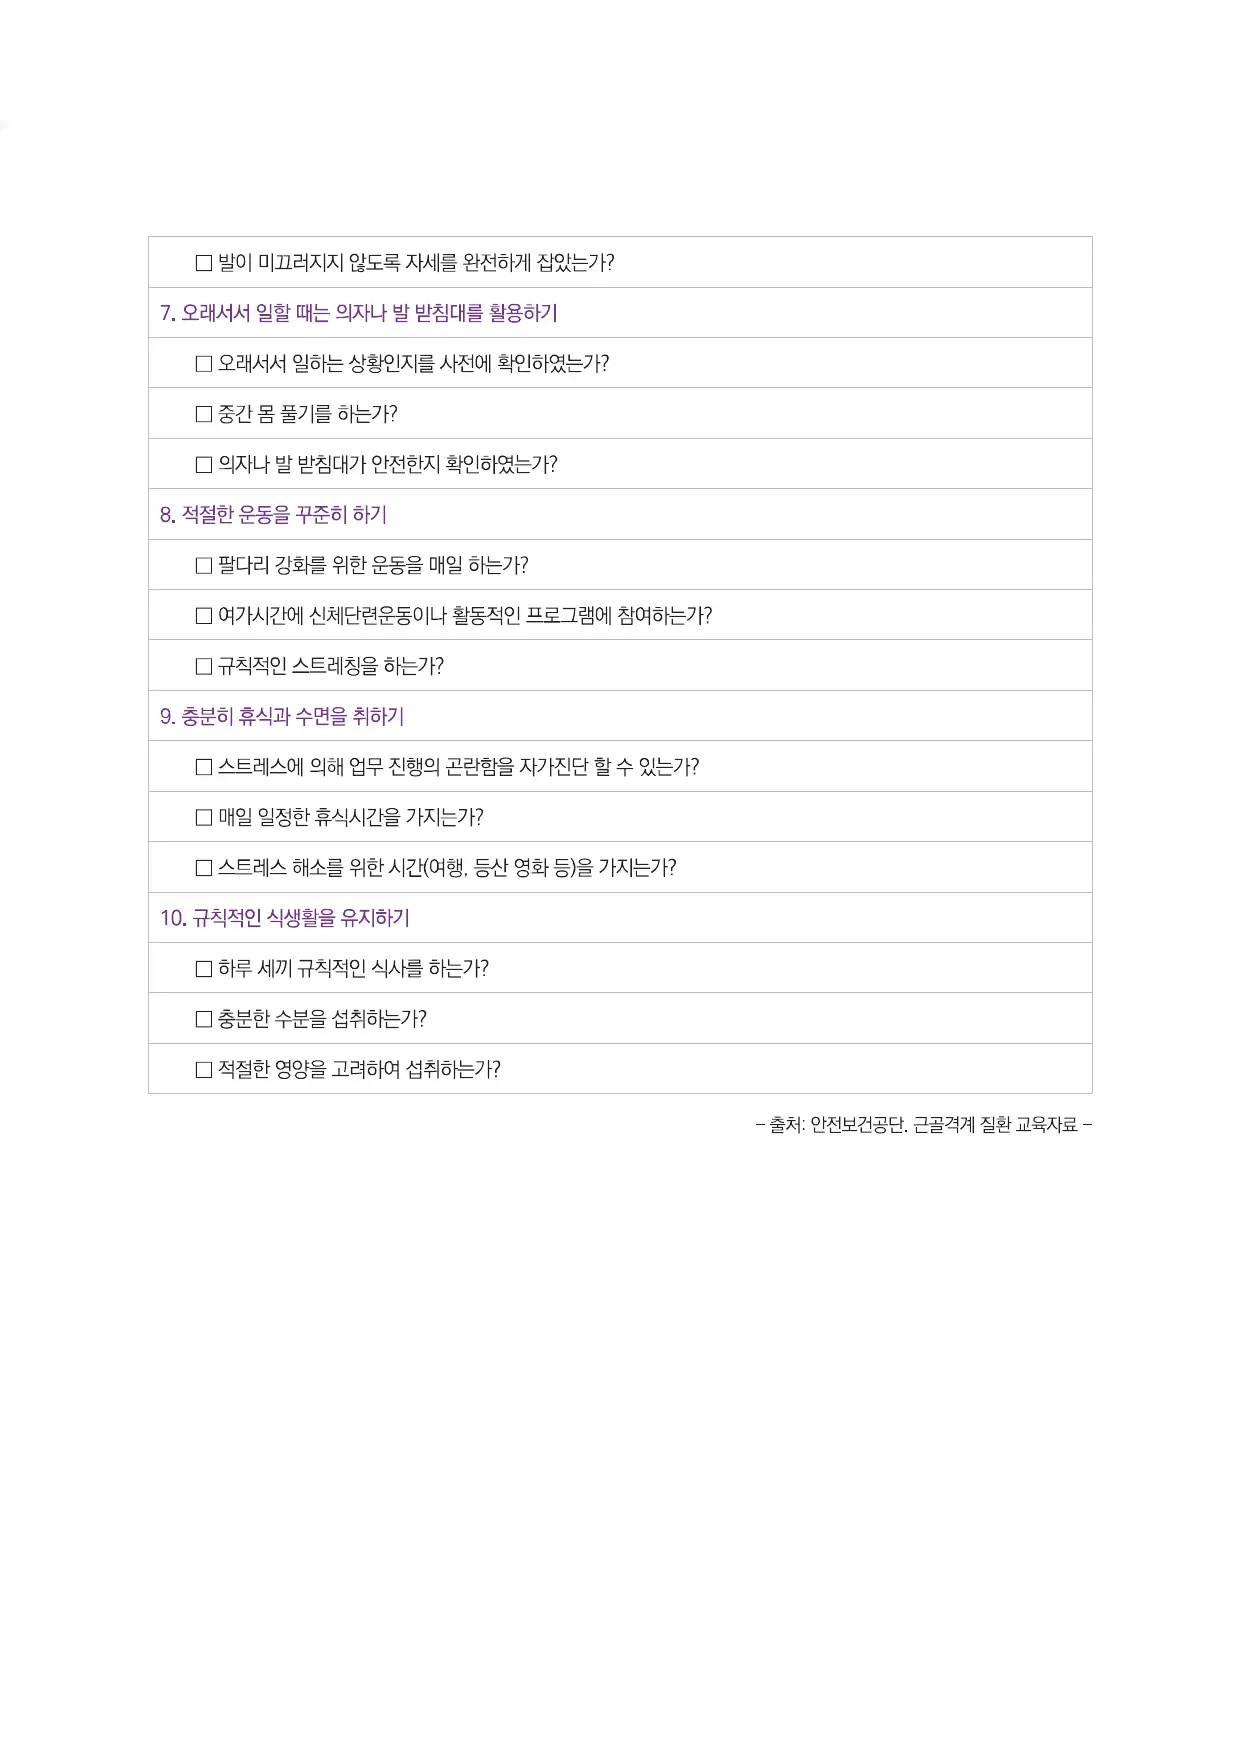 □ 발이 미끄러지지 않도록 자세를 완전하게 잡았는가?
7. 오래서서 일할 때는 의자나 발 받침대를 활용하기
□ 오래서서 일하는 상황인지를 사전에 확인하였는가?
□ 중간 몸 풀기를 하는가?
□ 의자나 발 받침대가 안전한지 확인하였는가?
8. 적절한 운동을 꾸준히 하기
□ 팔다리 강화를 위한 운동을 매일 하는가?
□ 여가시간에 신체단련운동이나 활동적인 프로그램에 참여하는가?
□ 규칙적인 스트레칭을 하는가?
9. 충분히 휴식과 수면을 취하기
□ 스트레스에 의해 업무 진행의 곤란함을 자가진단 할 수 있는가?
□ 매일 일정한 휴식시간을 가지는가?
□ 스트레스 해소를 위한 시간(여행, 등산 영화 등)을 가지는가?
10. 규칙적인 식생활을 유지하기
□ 하루 세끼 규칙적인 식사를 하는가?
□ 충분한 수분을 섭취하는가?
□ 적절한 영양을 고려하여 섭취하는가?
– 출처: 안전보건공단. 근골격계 질환 교육자료 –